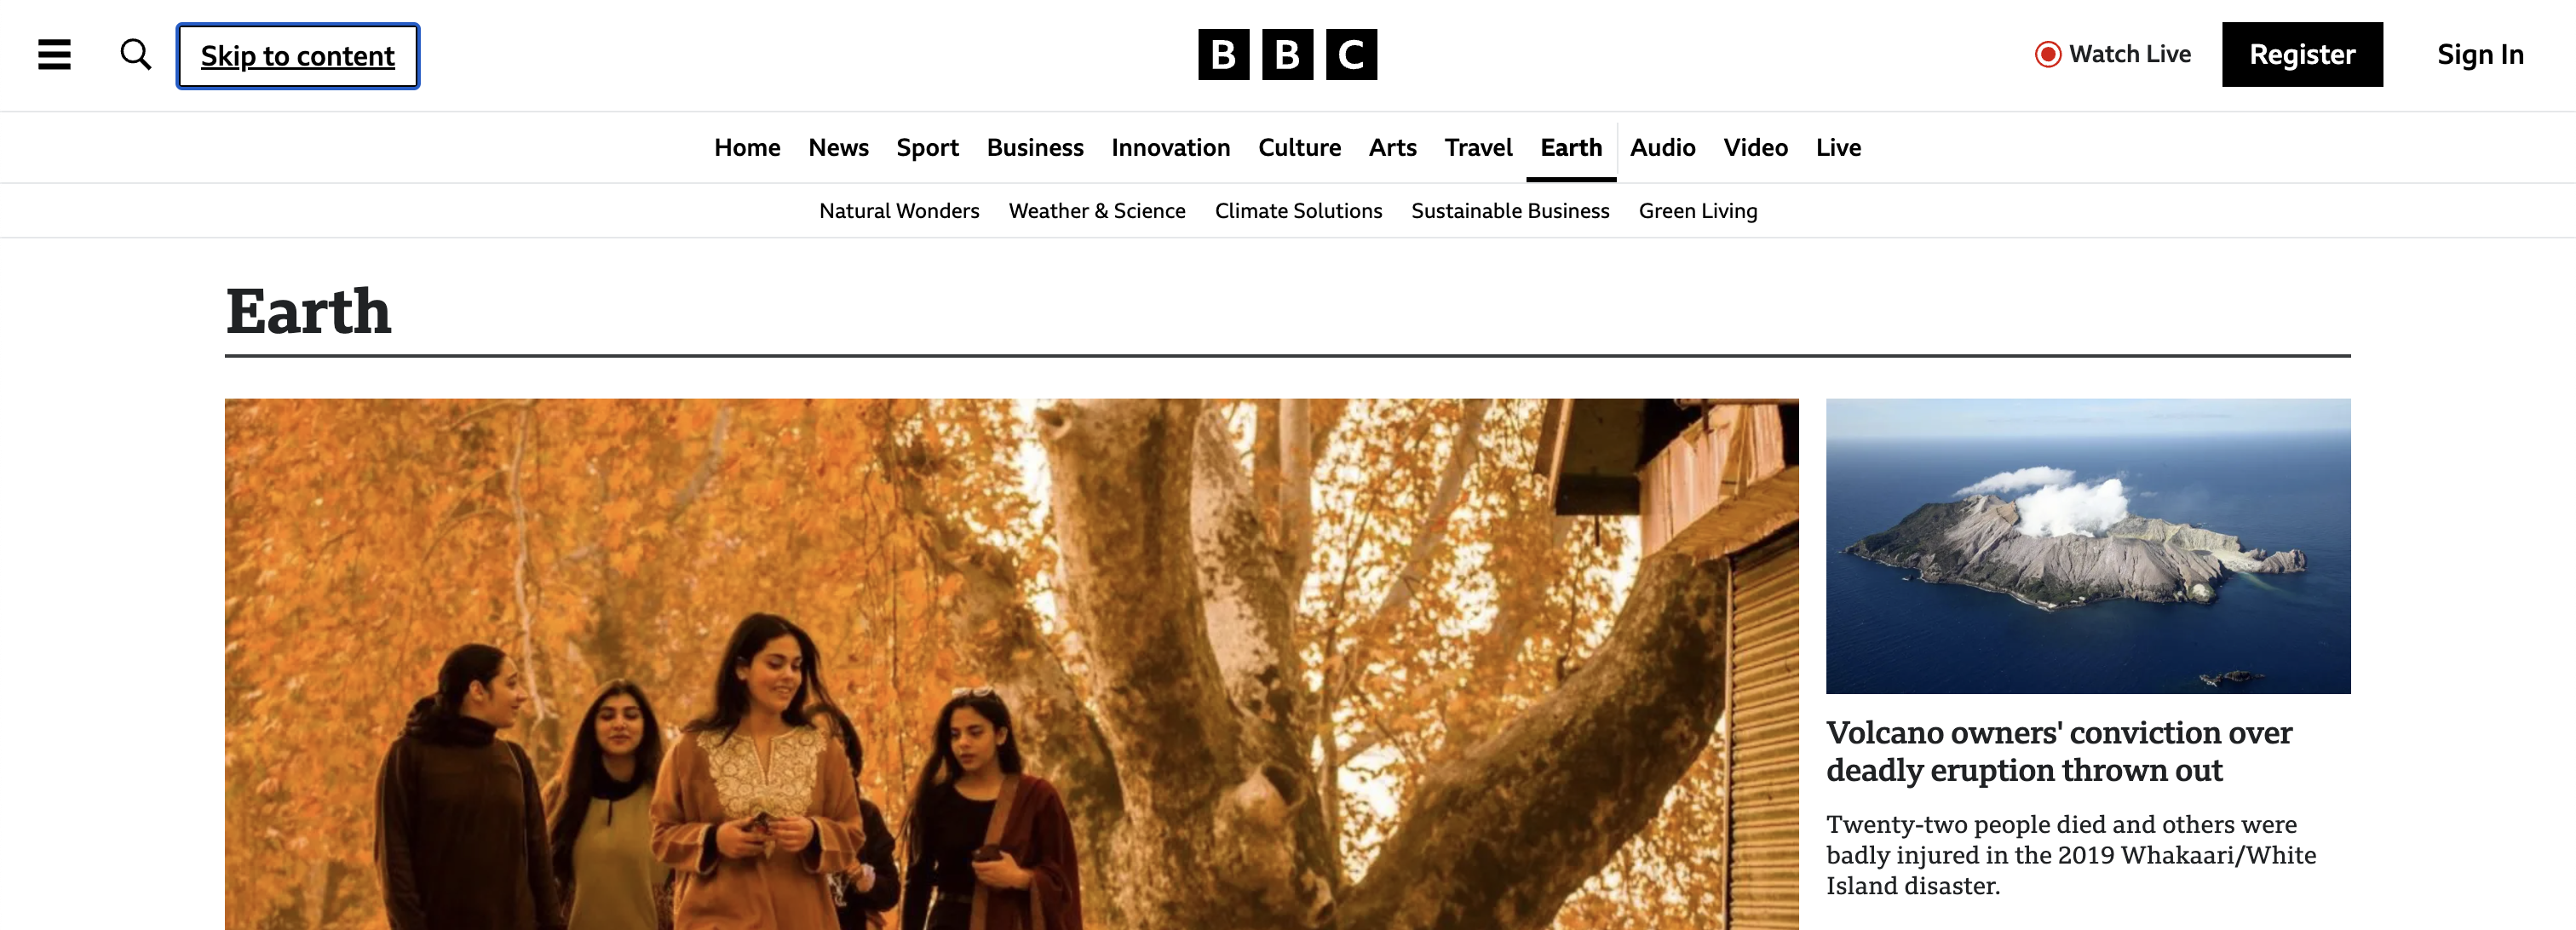 Skip to content
BBC
Watch Live
Register
Sign In
Home News Sport Business Innovation Culture Arts Travel Earth Audio Video Live
Natural Wonders Weather & Science Climate Solutions Sustainable Business Green Living
Earth
Volcano owners' conviction over
deadly eruption thrown out
Twenty-two people died and others were
badly injured in the 2019 Whakaari/White
Island disaster.